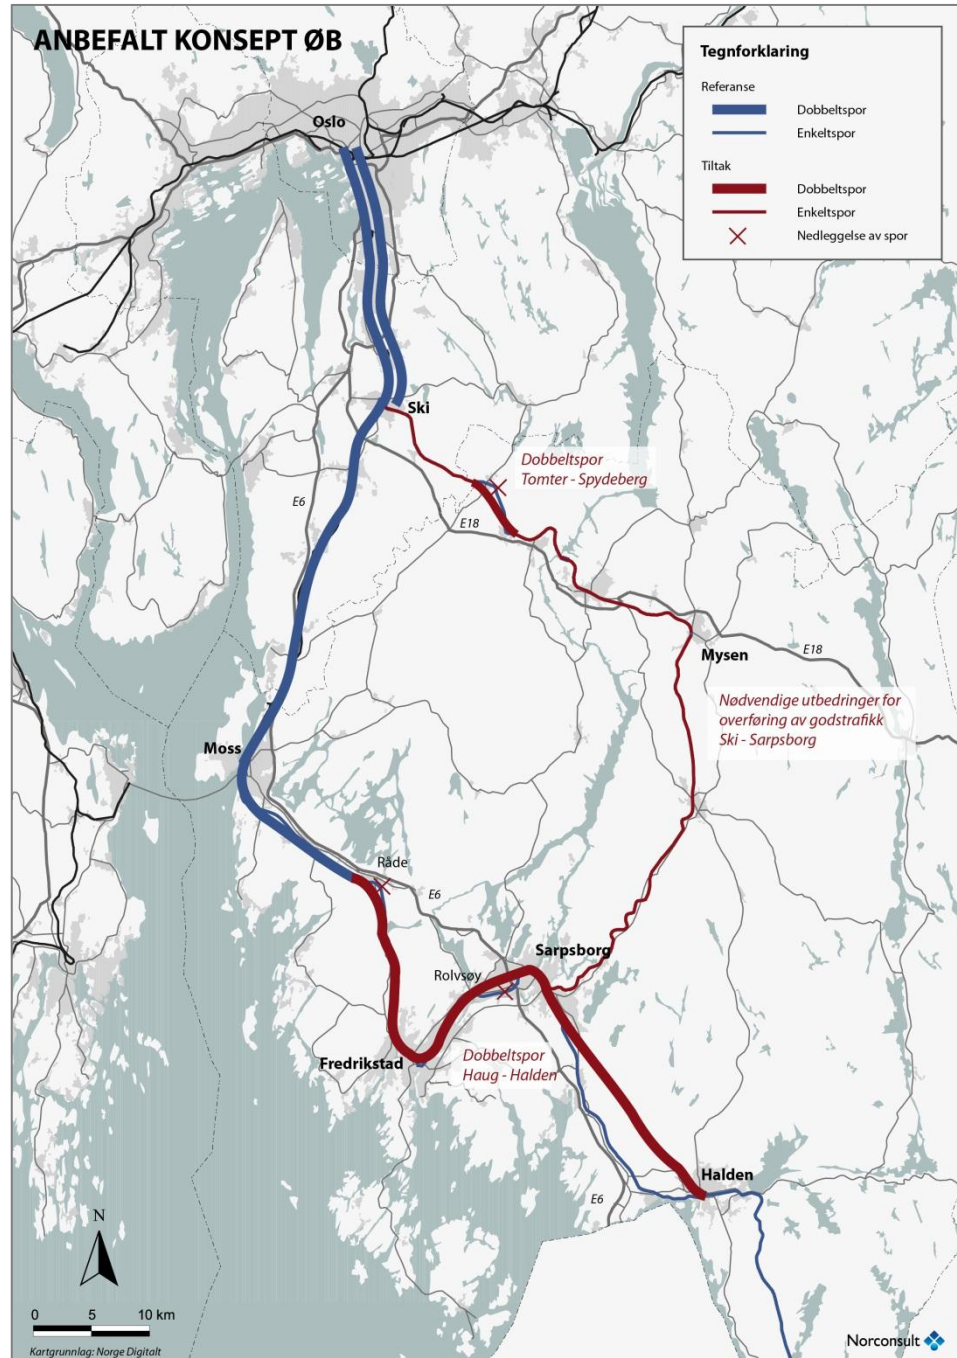 ANBEFALT KONSEPT ØB
Tegnforklaring
Referanse
Dobbeltspor
Enkeltspor
Tiltak
Dobbeltspor
Enkeltspor
Nedleggelse av spor
Oslo
Ski
Dobbeltspor
Tomter - Spydeberg
E6
E18
Mysen
E18
Nødvendige utbedringer for
overføring av godstrafikk
Ski - Sarpsborg
Moss
Råde
E6
Sarpsborg
Rolvsøy
Fredrikstad
Dobbeltspor
Haug - Halden
Halden
E6
N
0 5 10 km
Kartgrunnlag: Norge Digitalt
Norconsult